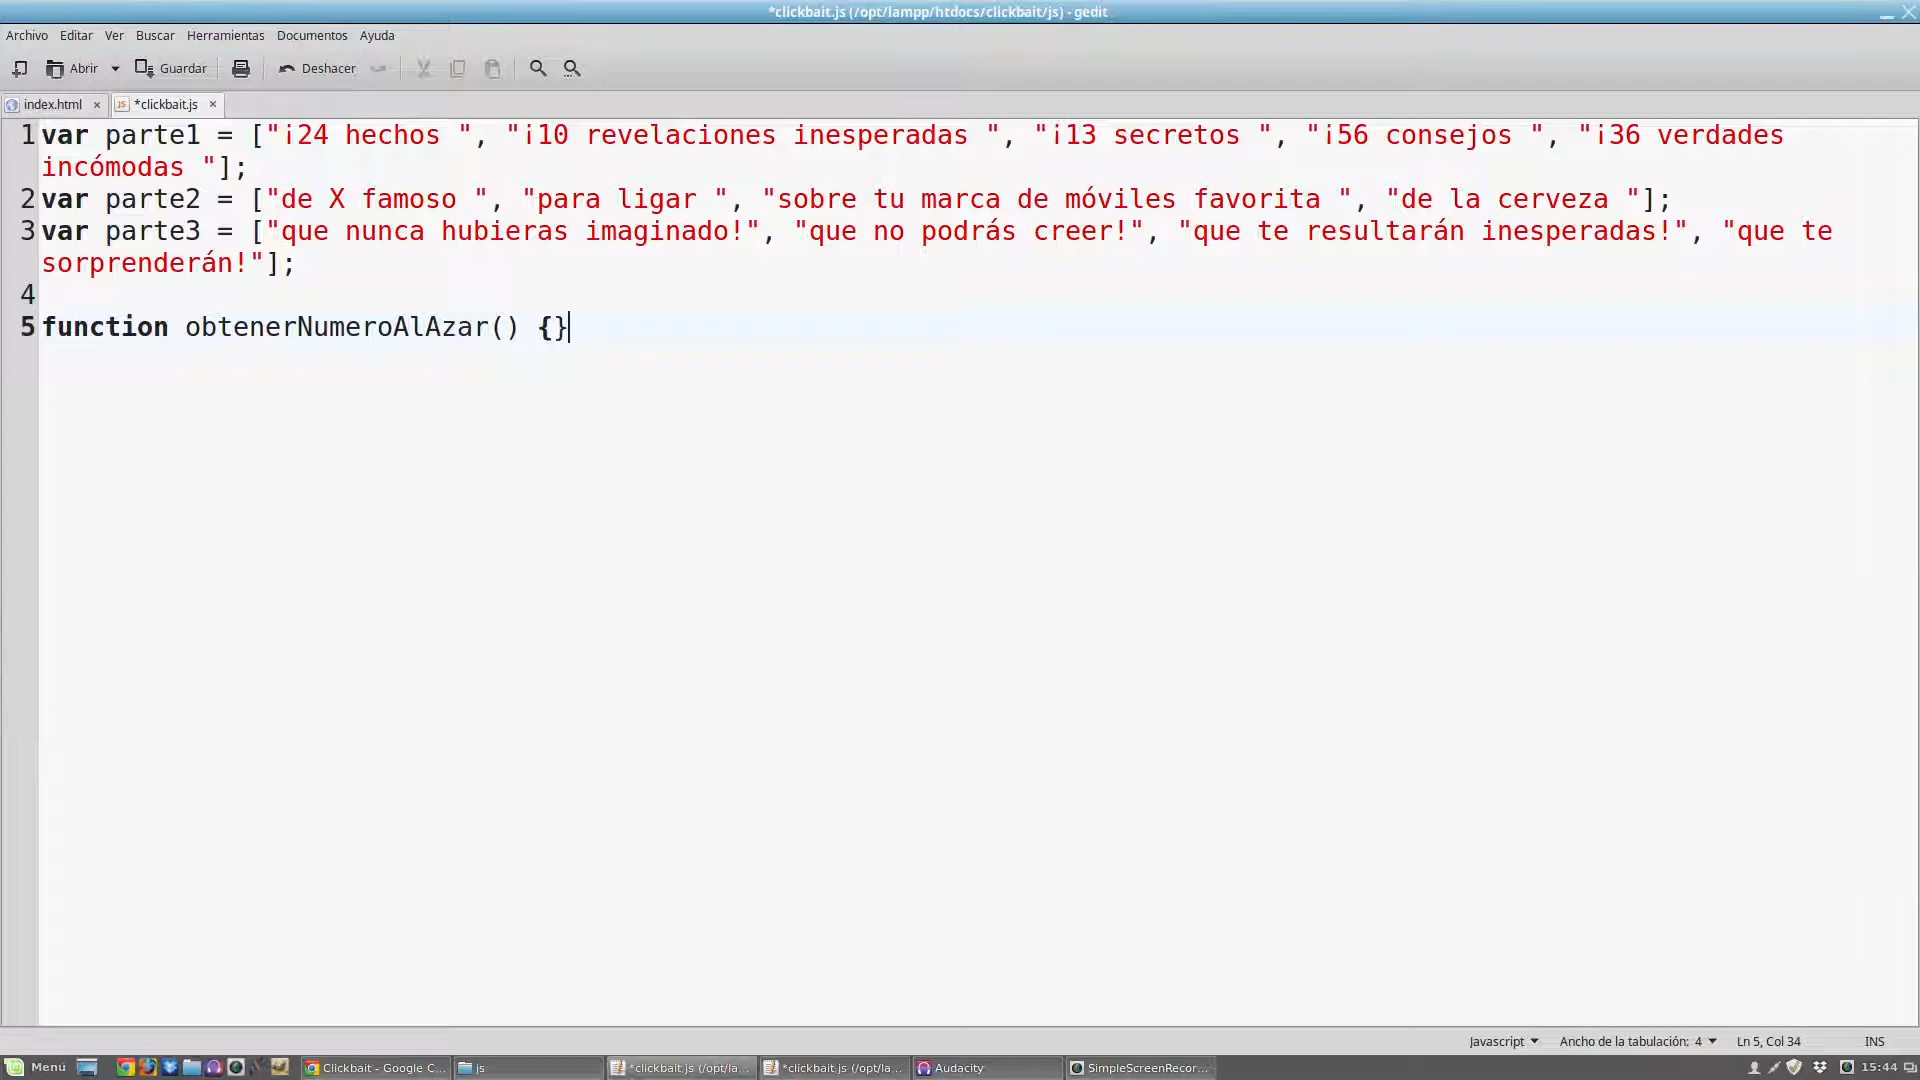 *clickbait.js (/opt/lampp/htdocs/clickbait/js) - gedit
Archivo Editar Ver Buscar Herramientas Documentos Ayuda
Abrir Guardar Deshacer
index.html × JS *clickbait.js ×
1 var parte1 = ["¡24 hechos ", "¡10 revelaciones inesperadas ", "¡13 secretos ", "¡56 consejos ", "¡36 verdades
incómodas "];
2 var parte2 = ["de X famoso ", "para ligar ", "sobre tu marca de móviles favorita ", "de la cerveza "];
3 var parte3 = ["que nunca hubieras imaginado!", "que no podrás creer!", "que te resultarán inesperadas!", "que te
sorprenderán!"];
4
5 function obtenerNumeroAlAzar() {}
Javascript Ancho de la tabulación: 4 Ln 5, Col 34 INS
Menú Clickbait - Google C... js *clickbait.js (/opt/la... *clickbait.js (/opt/la... Audacity SimpleScreenRecor... 15:44